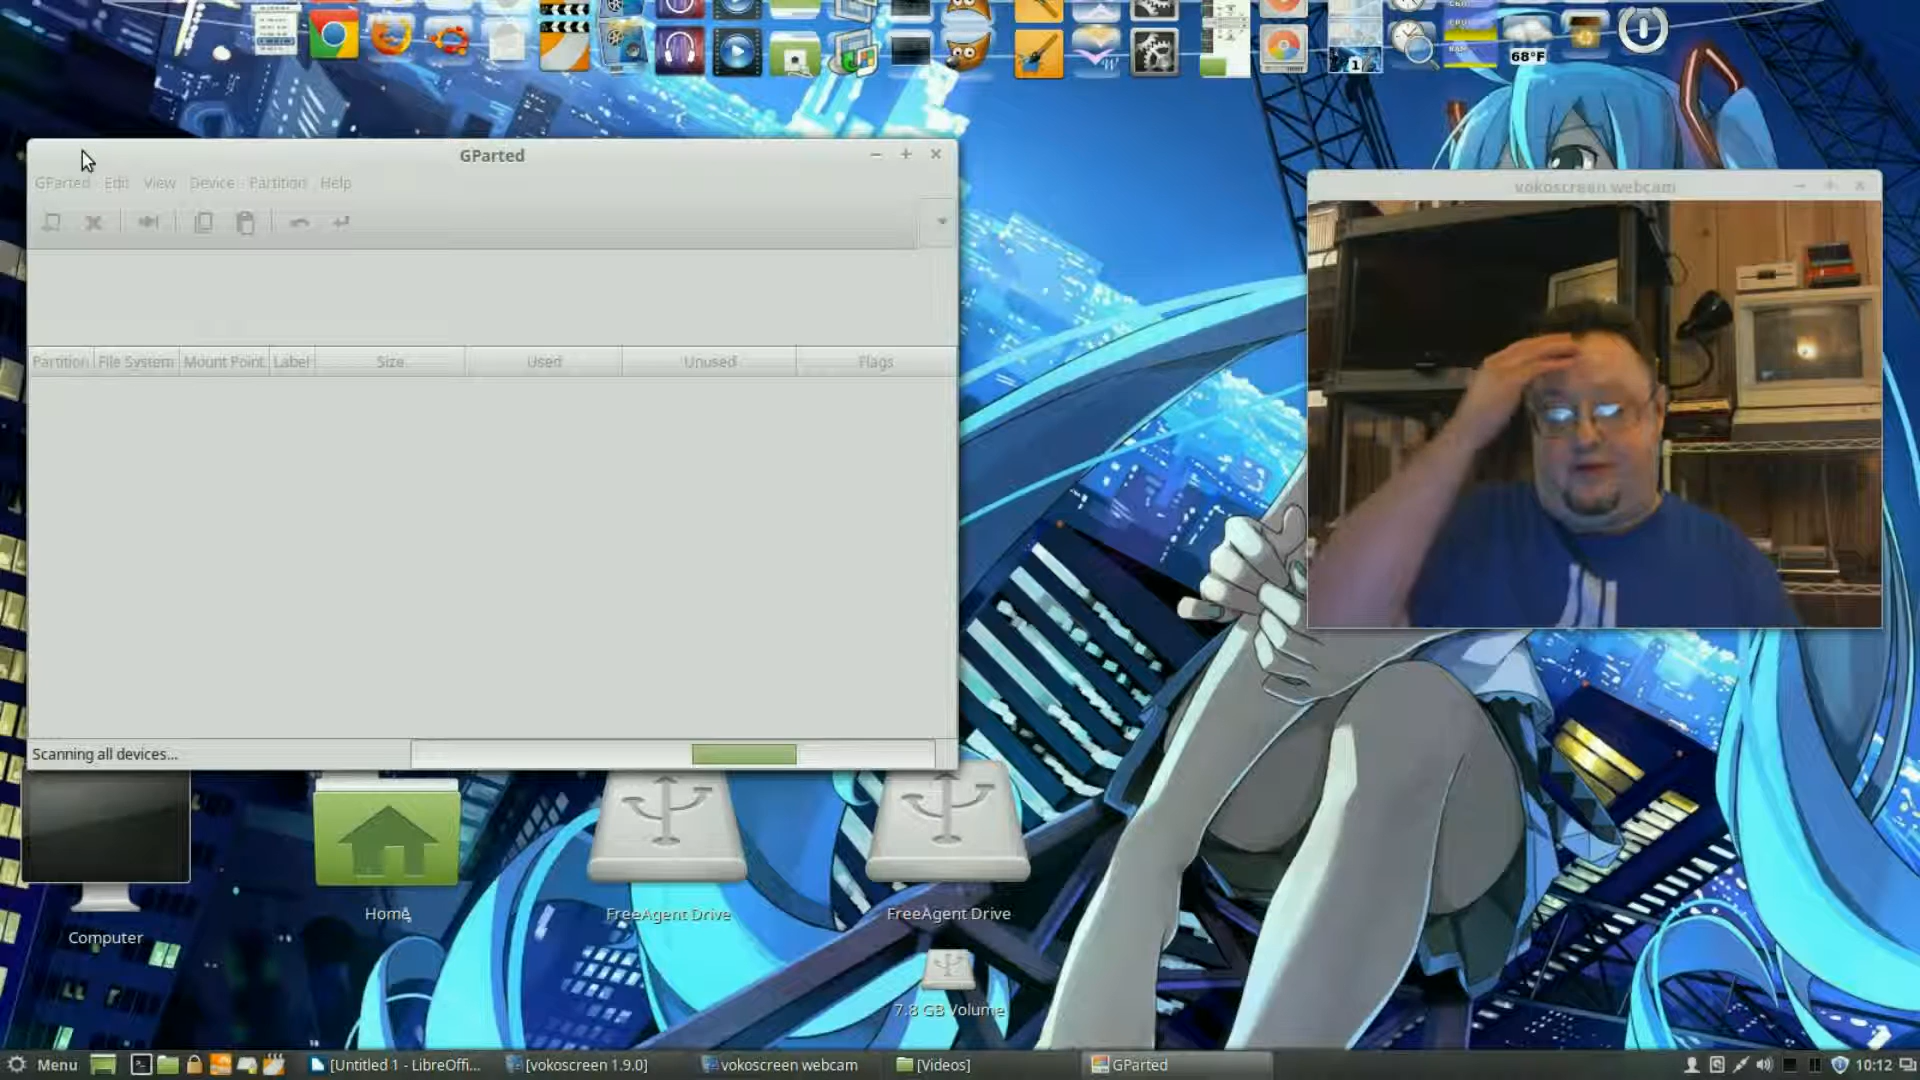 68°F
1
W
GParted
GParted Edit View Device Partition Help
Partition File System Mount Point Label Size Used Unused Flags
Scanning all devices...
vokoscreen webcam
Computer
Home
FreeAgent Drive
FreeAgent Drive
7.8 GB Volume
Menu [Untitled 1 - LibreOffi... [vokoscreen 1.9.0] vokoscreen webcam [Videos] GParted 10:12